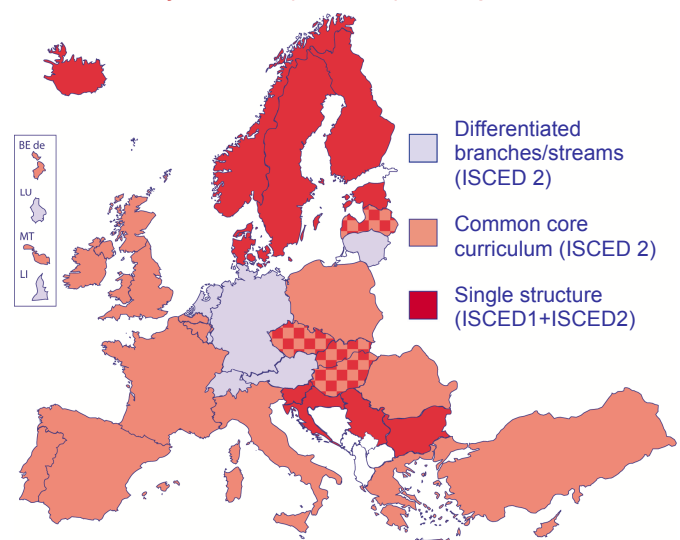 BE de
LU
MT
LI
Differentiated
branches/streams
(ISCED 2)
Common core
curriculum (ISCED 2)
Single structure
(ISCED1+ISCED2)